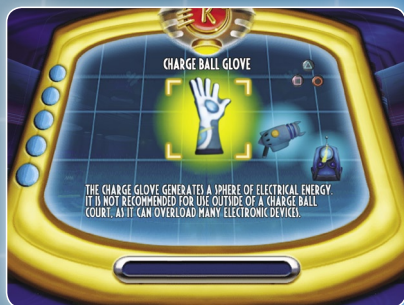 K
CHARGE BALL GLOVE
THE CHARGE GLOVE GENERATES A SPHERE OF ELECTRICAL ENERGY.
IT IS NOT RECOMMENDED FOR USE OUTSIDE OF A CHARGE BALL
COURT, AS IT CAN OVERLOAD MANY ELECTRONIC DEVICES.